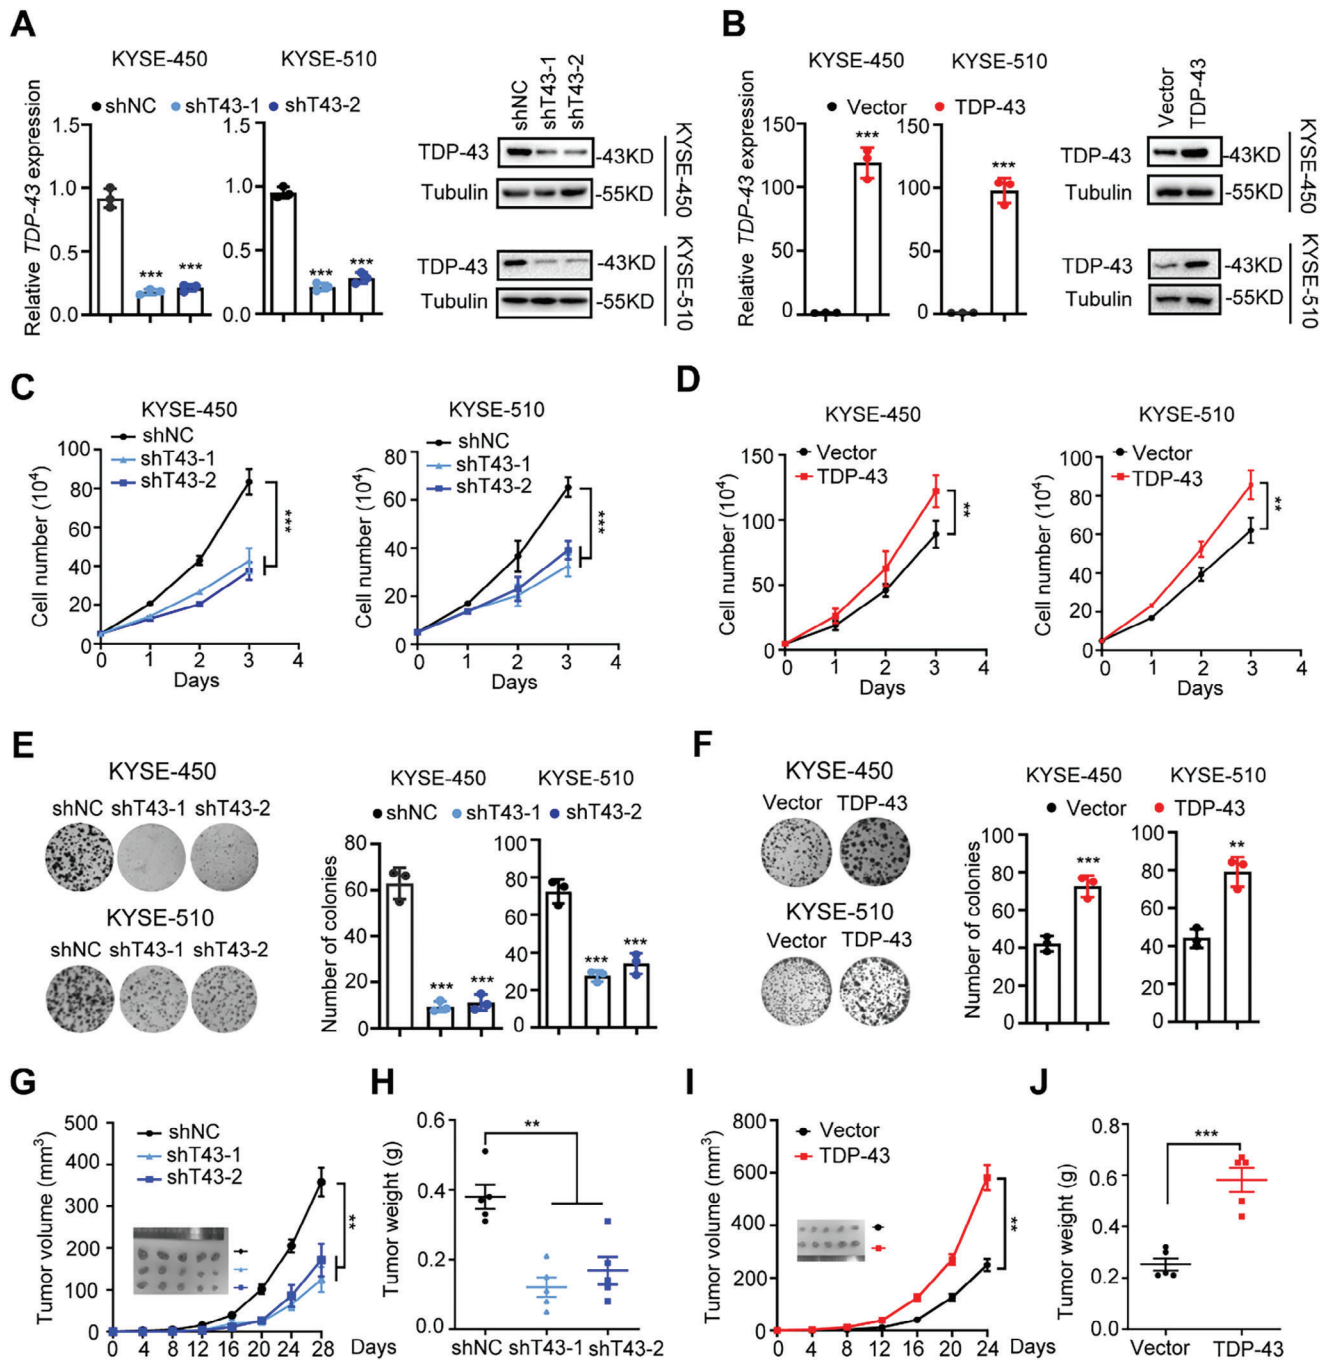 A
KYSE-450 KYSE-510
shNC shT43-1 shT43-2
Relative TDP-43 expression
1.5 1.0 0.5 0.0
*** ***
1.5 1.0 0.5 0.0
*** ***
shNC shT43-1 shT43-2
TDP-43 -43KD
Tubulin -55KD
KYSE-450
TDP-43 -43KD
Tubulin -55KD
KYSE-510
B
KYSE-450 KYSE-510
Vector TDP-43
Relative TDP-43 expression
150 100 50 0
***
150 100 50 0
***
Vector TDP-43
TDP-43 -43KD
Tubulin -55KD
KYSE-450
TDP-43 -43KD
Tubulin -55KD
KYSE-510
C
KYSE-450
shNC
shT43-1
shT43-2
Cell number (10⁴)
100 80 60 40 20 0
***
0 1 2 3 4
Days
KYSE-510
shNC
shT43-1
shT43-2
Cell number (10⁴)
80 60 40 20 0
***
0 1 2 3 4
Days
D
KYSE-450
Vector
TDP-43
Cell number (10⁴)
150 100 50 0
**
0 1 2 3 4
Days
KYSE-510
Vector
TDP-43
Cell number (10⁴)
100 80 60 40 20 0
**
0 1 2 3 4
Days
E
KYSE-450
shNC shT43-1 shT43-2
KYSE-510
shNC shT43-1 shT43-2
KYSE-450 KYSE-510
shNC shT43-1 shT43-2
Number of colonies
80 60 40 20 0
*** ***
100 80 60 40 20 0
*** ***
F
KYSE-450
Vector TDP-43
KYSE-510
Vector TDP-43
KYSE-450 KYSE-510
Vector TDP-43
Number of colonies
100 80 60 40 20 0
***
100 80 60 40 20 0
**
G
Tumor volume (mm³)
500 400 300 200 100 0
shNC
shT43-1
shT43-2
**
0 4 8 12 16 20 24 28 Days
H
Tumor weight (g)
0.6 0.4 0.2 0.0
**
shNC shT43-1 shT43-2
I
Tumor volume (mm³)
800 600 400 200 0
Vector
TDP-43
**
0 4 8 12 16 20 24 Days
J
Tumor weight (g)
0.8 0.6 0.4 0.2 0.0
***
Vector TDP-43